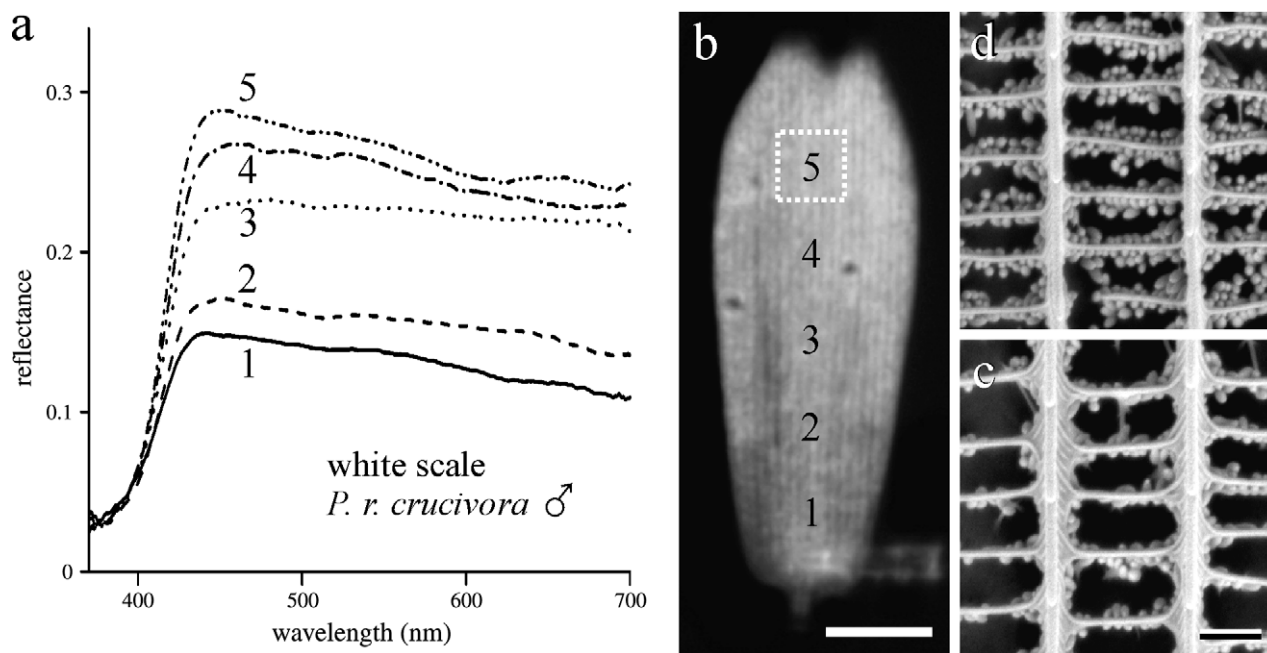 a
0.3
0.2
0.1
0
400
500
600
700
reflectance
wavelength (nm)
5
4
3
2
1
white scale
P. r. crucivora ♂
b
5
4
3
2
1
d
c